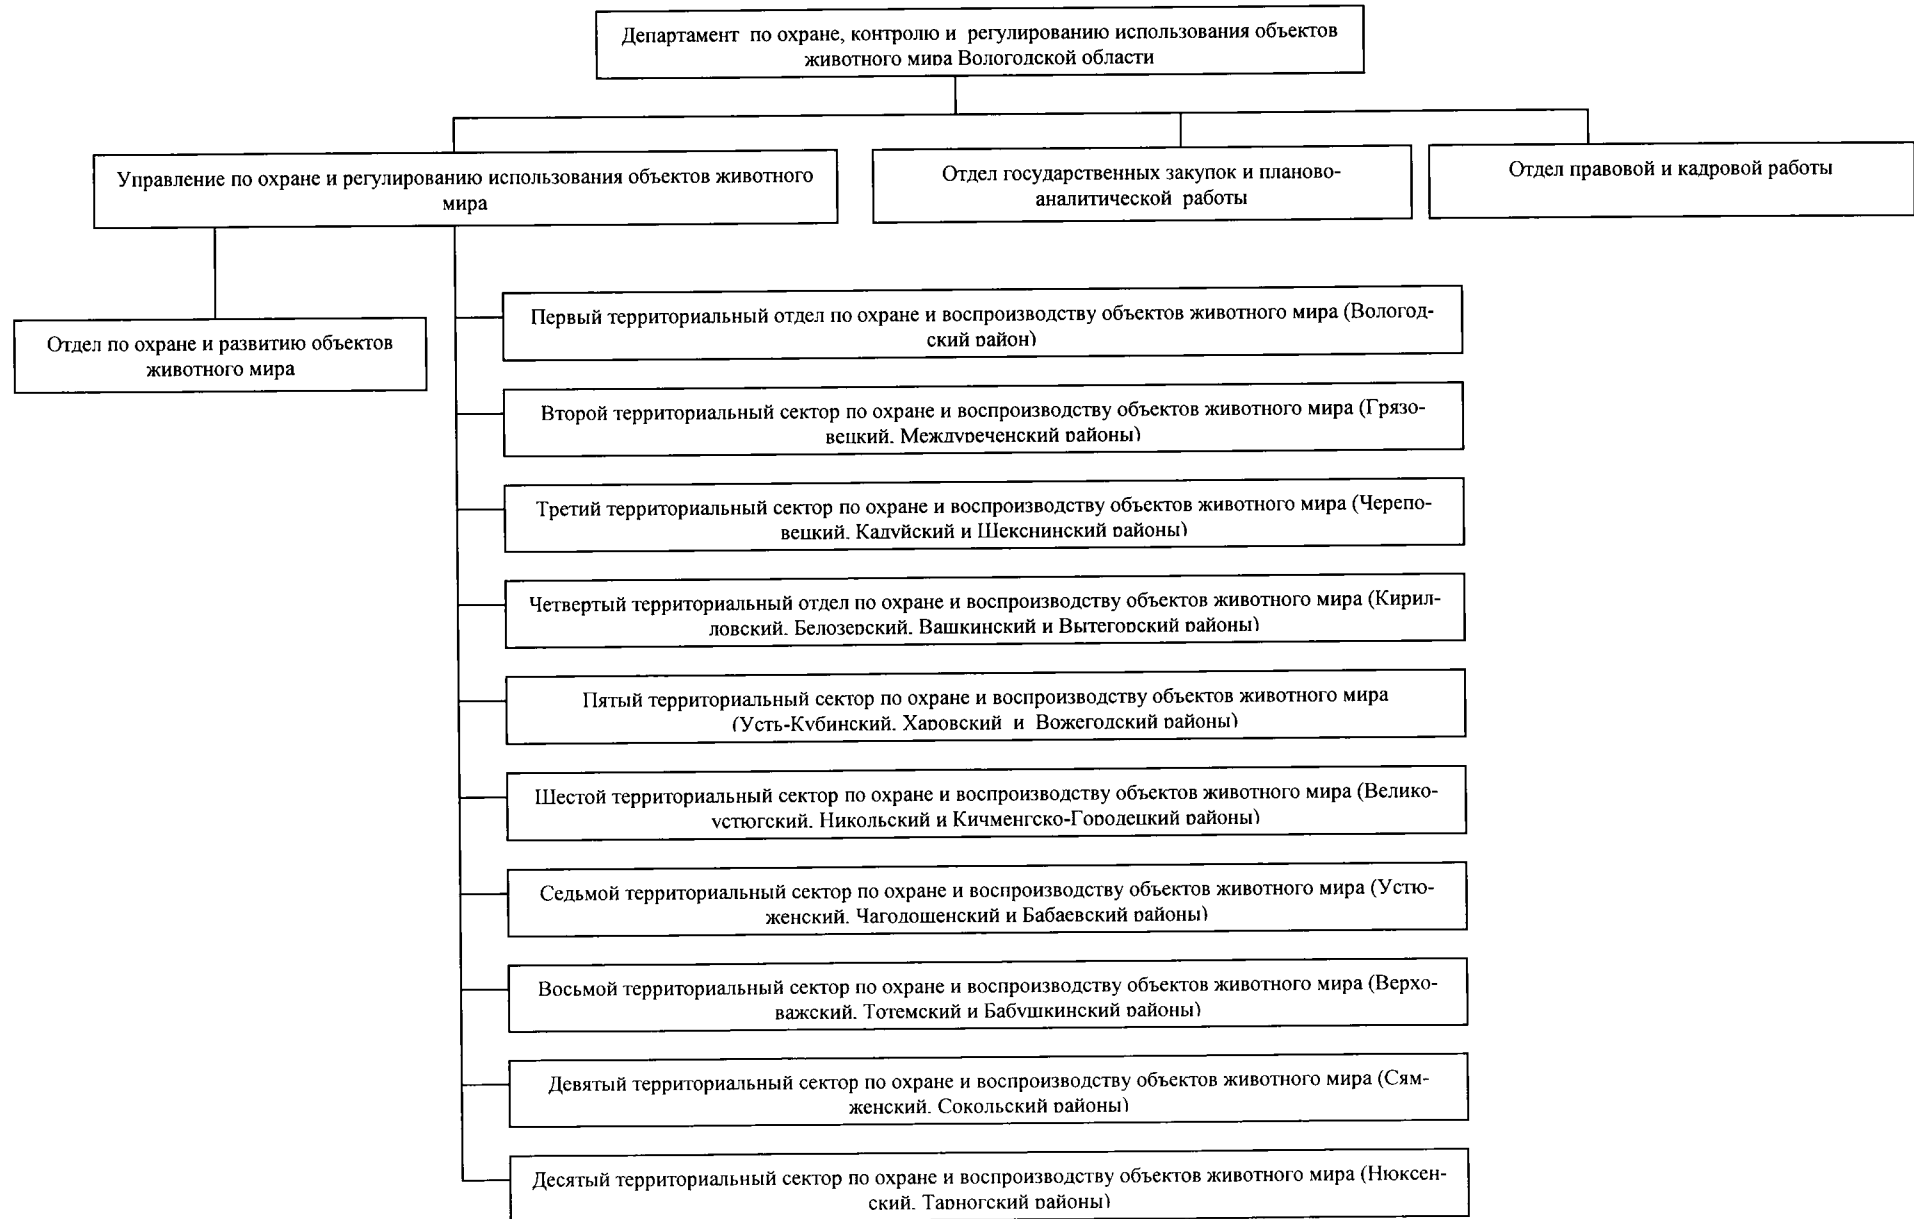 Департамент по охране, контролю и регулированию использования объектов
животного мира Вологодской области
Управление по охране и регулированию использования объектов животного
мира
Отдел государственных закупок и планово-
аналитической работы
Отдел правовой и кадровой работы
Отдел по охране и развитию объектов
животного мира
Первый территориальный отдел по охране и воспроизводству объектов животного мира (Вологод-
ский район)
Второй территориальный сектор по охране и воспроизводству объектов животного мира (Грязо-
вецкий, Междуреченский районы)
Третий территориальный сектор по охране и воспроизводству объектов животного мира (Черепо-
вецкий, Кадуйский и Шекснинский районы)
Четвертый территориальный отдел по охране и воспроизводству объектов животного мира (Кирил-
ловский, Белозерский, Вашкинский и Вытегорский районы)
Пятый территориальный сектор по охране и воспроизводству объектов животного мира
(Усть-Кубинский, Харовский и Вожегодский районы)
Шестой территориальный сектор по охране и воспроизводству объектов животного мира (Велико-
устюгский, Никольский и Кичменгско-Городецкий районы)
Седьмой территориальный сектор по охране и воспроизводству объектов животного мира (Устю-
женский, Чагодощенский и Бабаевский районы)
Восьмой территориальный сектор по охране и воспроизводству объектов животного мира (Верхо-
важский, Тотемский и Бабушкинский районы)
Девятый территориальный сектор по охране и воспроизводству объектов животного мира (Сям-
женский, Сокольский районы)
Десятый территориальный сектор по охране и воспроизводству объектов животного мира (Нюксен-
ский, Тарногский районы)